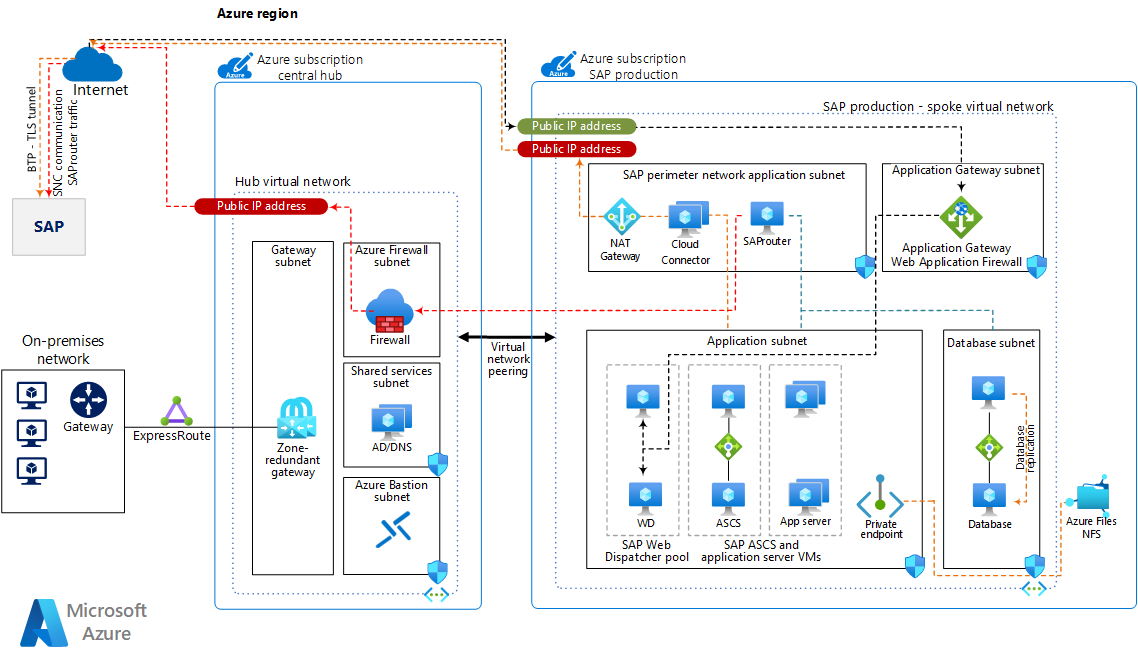 Azure region
Azure subscription
central hub
Azure subscription
SAP production
Azure
Azure
Internet
SAP production - spoke virtual network
Public IP address
Public IP address
BTP - TLS tunnel
SNC communication
SAProuter traffic
SAP perimeter network application subnet
Application Gateway subnet
Hub virtual network
Public IP address
SAP
NAT
Gateway
Cloud
Connector
SAProuter
Application Gateway
Web Application Firewall
Gateway
subnet
Azure Firewall
subnet
Firewall
On-premises
network
Virtual
network
peering
Application subnet
Database subnet
Shared services
subnet
Gateway
ExpressRoute
AD/DNS
Zone-
redundant
gateway
Database
replication
Azure Bastion
subnet
WD
ASCS
App server
Private
endpoint
Database
Azure Files
NFS
SAP Web
Dispatcher pool
SAP ASCS and
application server VMs
Microsoft
Azure